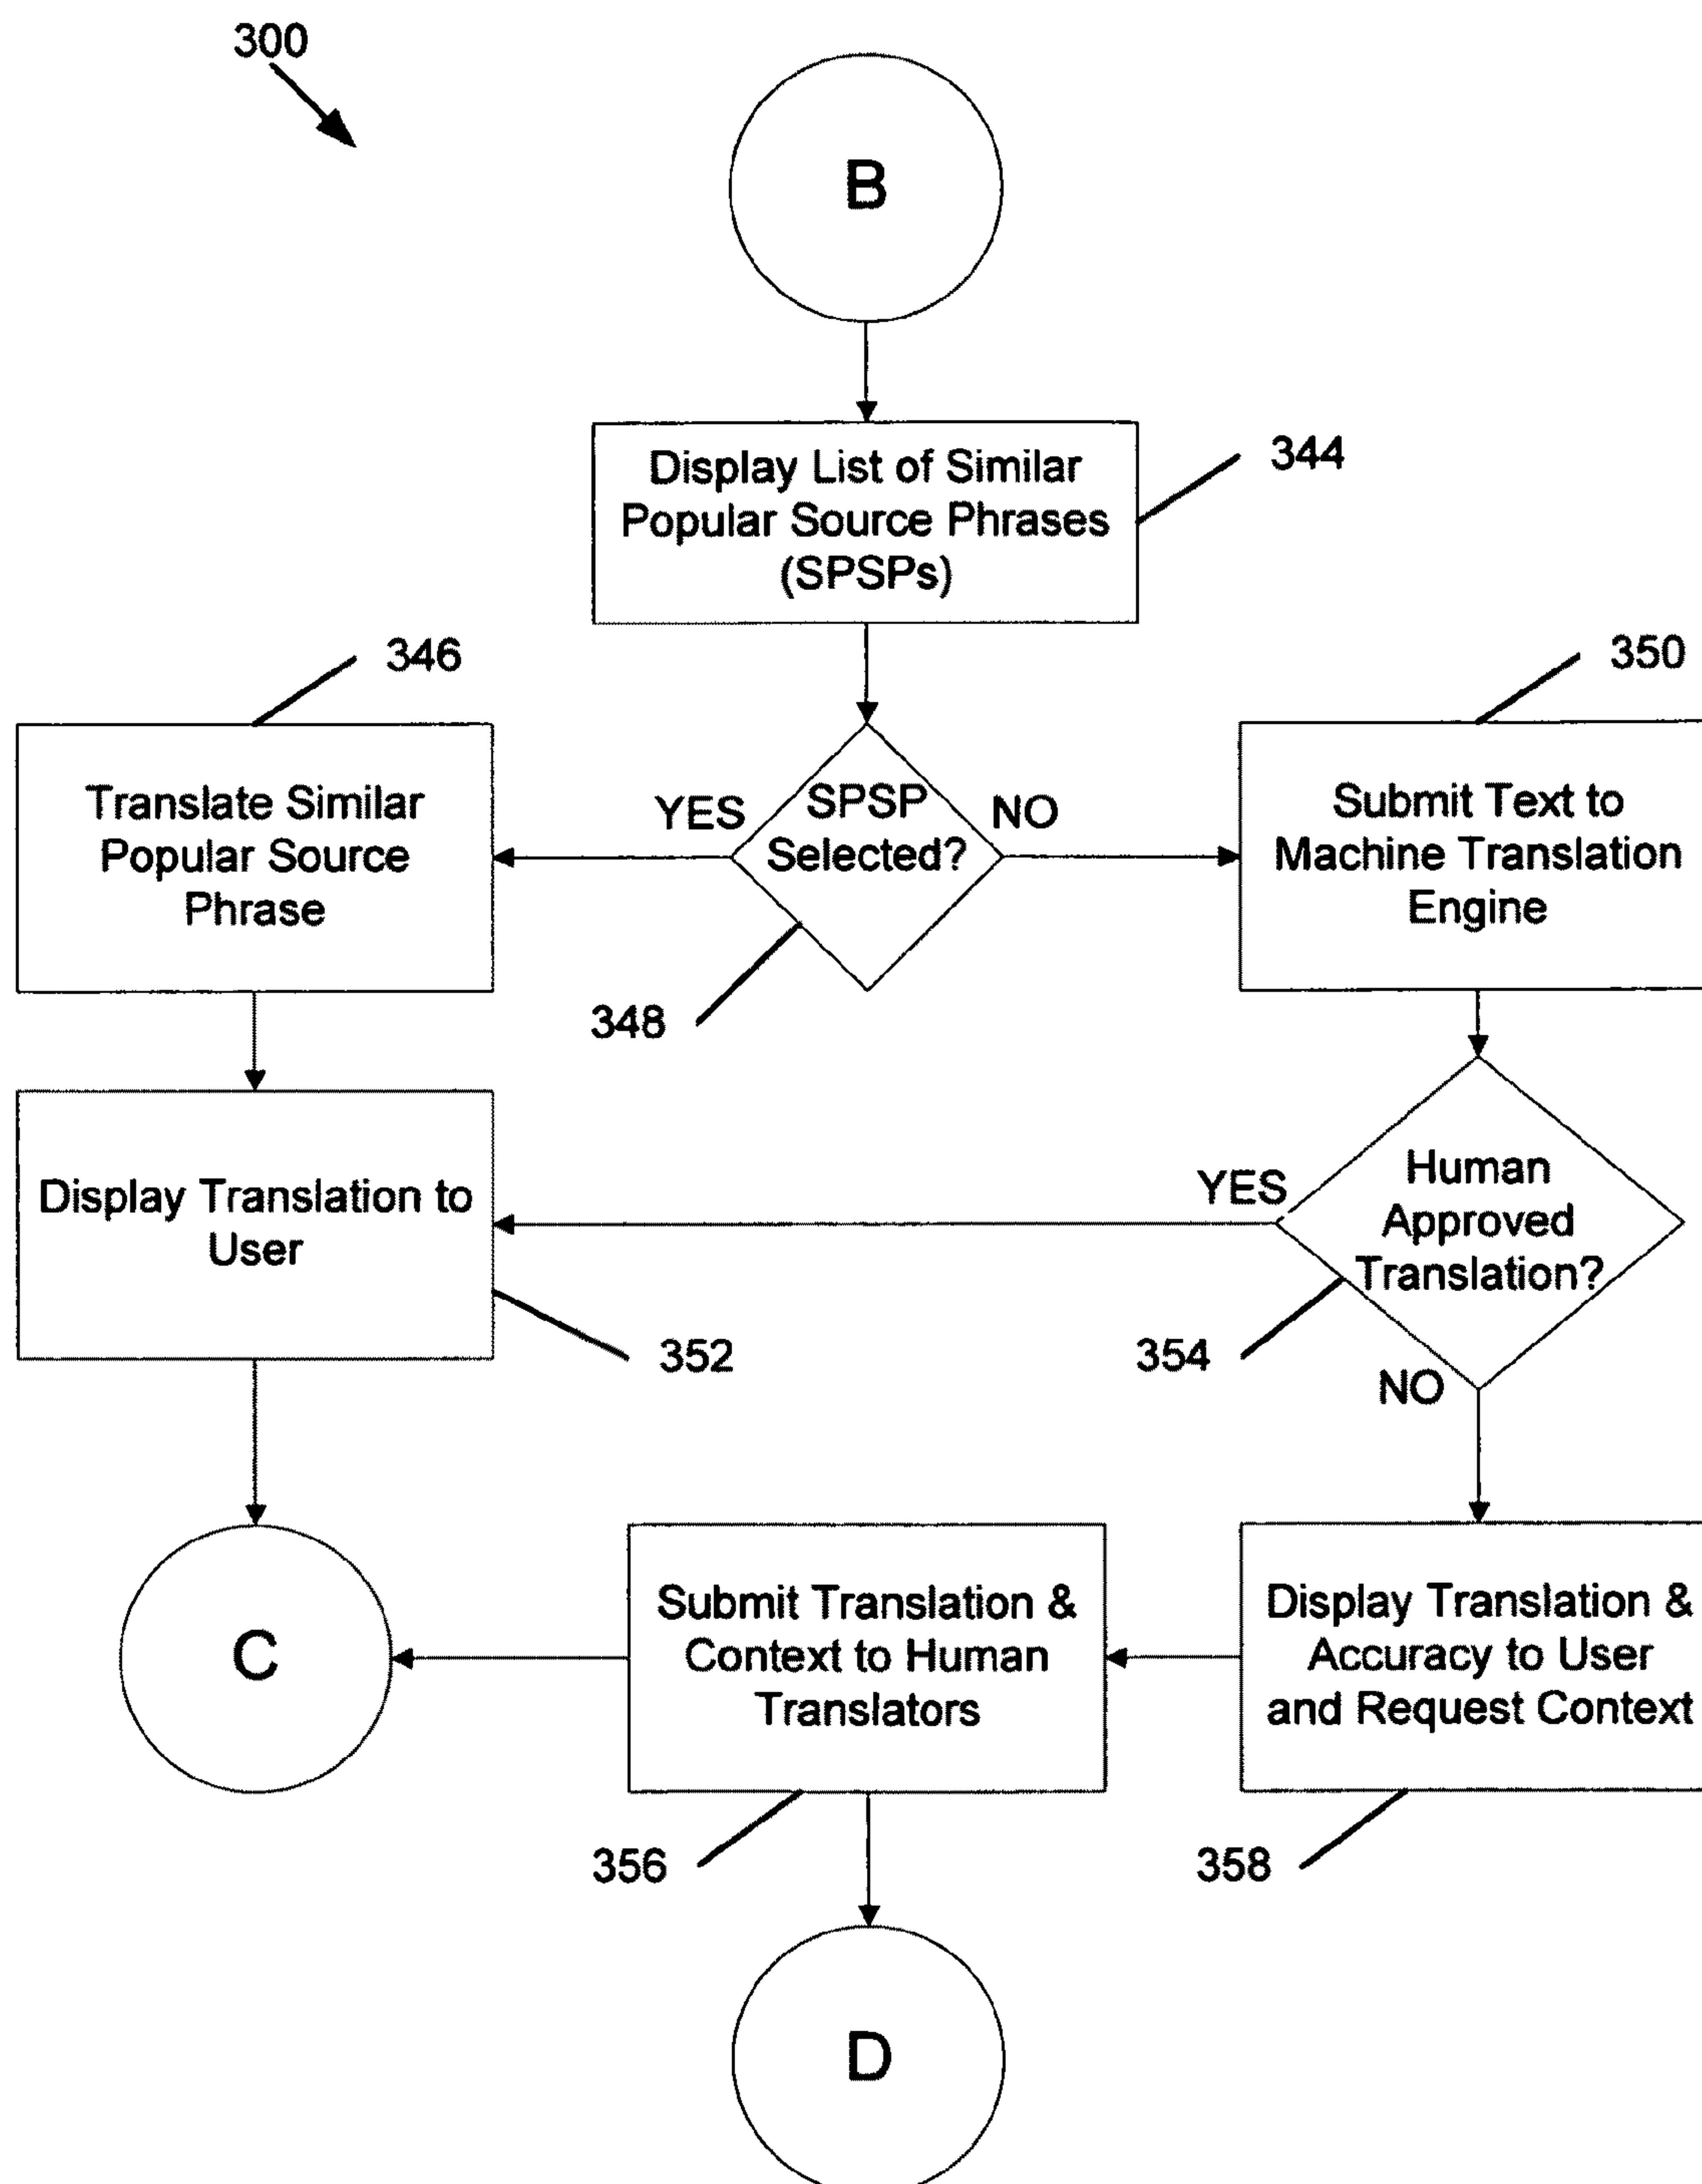 300
B
Display List of Similar
Popular Source Phrases
(SPSPs)
344
346
350
Translate Similar
Popular Source
Phrase
YES
SPSP
Selected?
NO
Submit Text to
Machine Translation
Engine
348
Display Translation to
User
YES
Human
Approved
Translation?
352
354
NO
C
Submit Translation &
Context to Human
Translators
Display Translation &
Accuracy to User
and Request Context
356
358
D